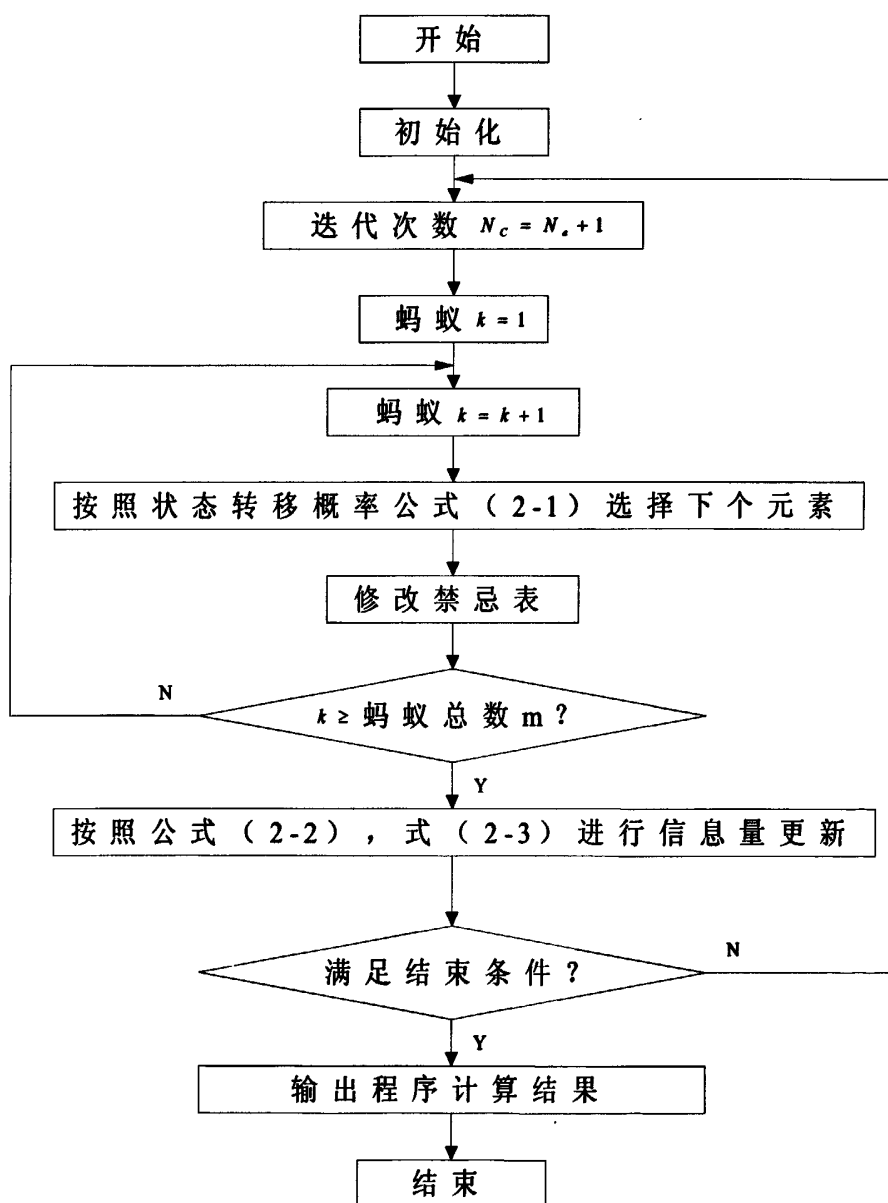 开始
初始化
迭代次数 N_C = N_c + 1
蚂蚁 k = 1
蚂蚁 k = k + 1
按照状态转移概率公式（2-1）选择下个元素
修改禁忌表
k ≥ 蚂蚁总数m？
N
Y
按照公式（2-2），式（2-3）进行信息量更新
满足结束条件？
N
Y
输出程序计算结果
结束